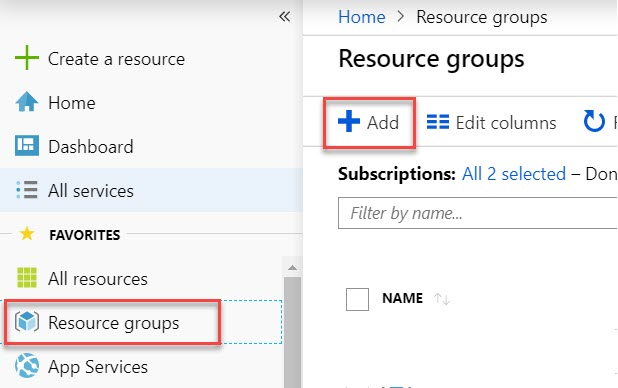 «
Create a resource
Home
Dashboard
All services
FAVORITES
All resources
Resource groups
App Services
Home > Resource groups
Resource groups
Add Edit columns
Subscriptions: All 2 selected – Don
Filter by name...
NAME